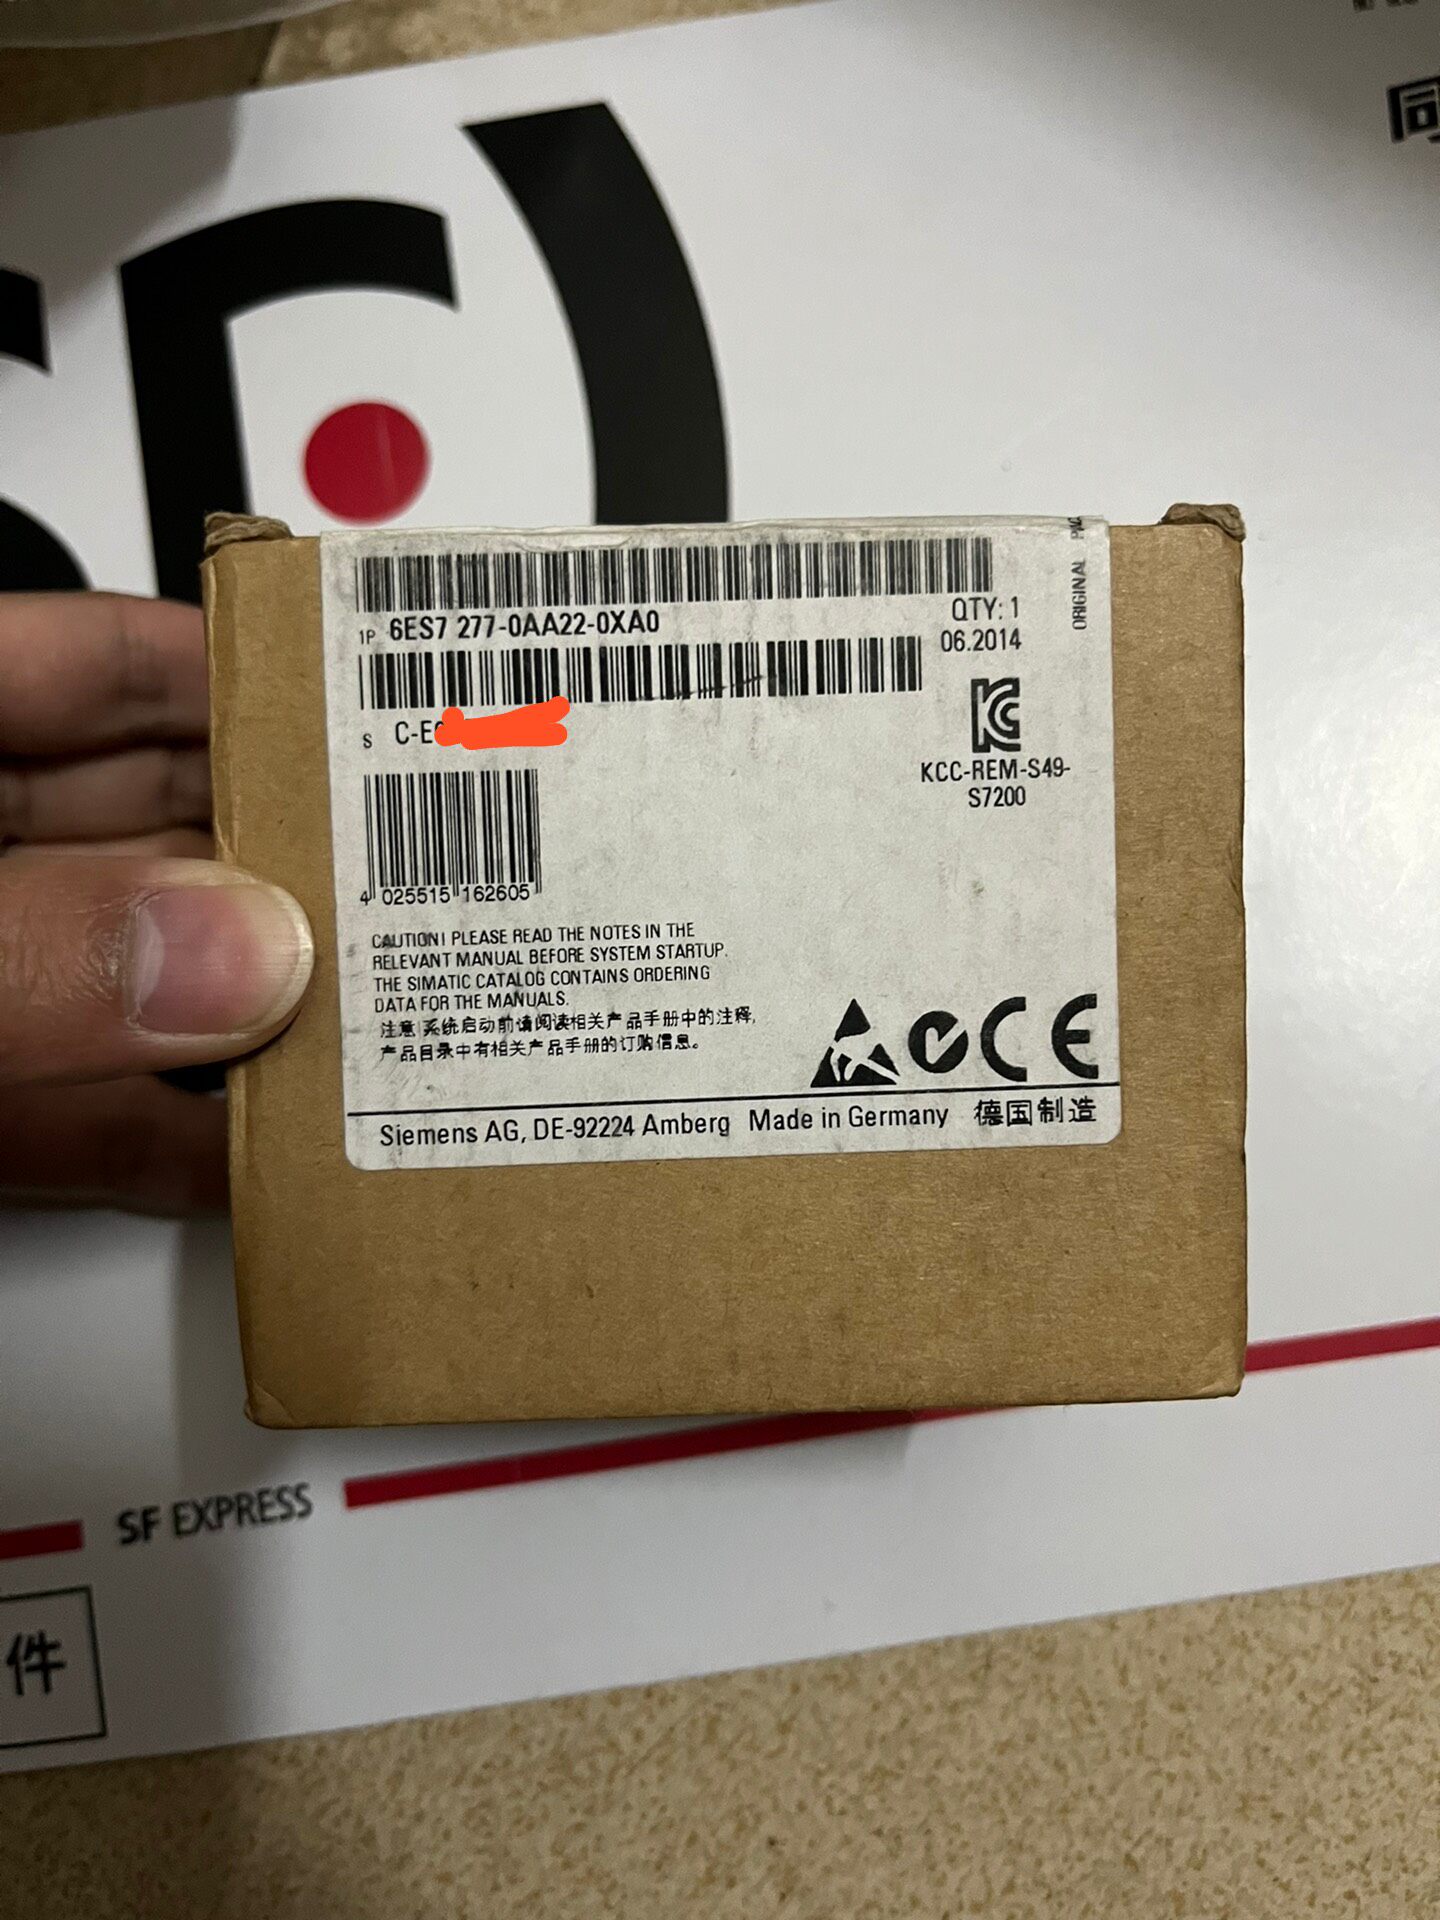 同
ORIGINAL
1P 6ES7 277-0AA22-0XA0
QTY: 1
06.2014
S C-E
KCC-REM-S49-
S7200
4 025515 162605
CAUTION! PLEASE READ THE NOTES IN THE
RELEVANT MANUAL BEFORE SYSTEM STARTUP.
THE SIMATIC CATALOG CONTAINS ORDERING
DATA FOR THE MANUALS.
注意 系统启动前请阅读相关产品手册中的注释,
产品目录中有相关产品手册的订购信息。
CE
Siemens AG, DE-92224 Amberg Made in Germany 德国制造
SF EXPRESS
件